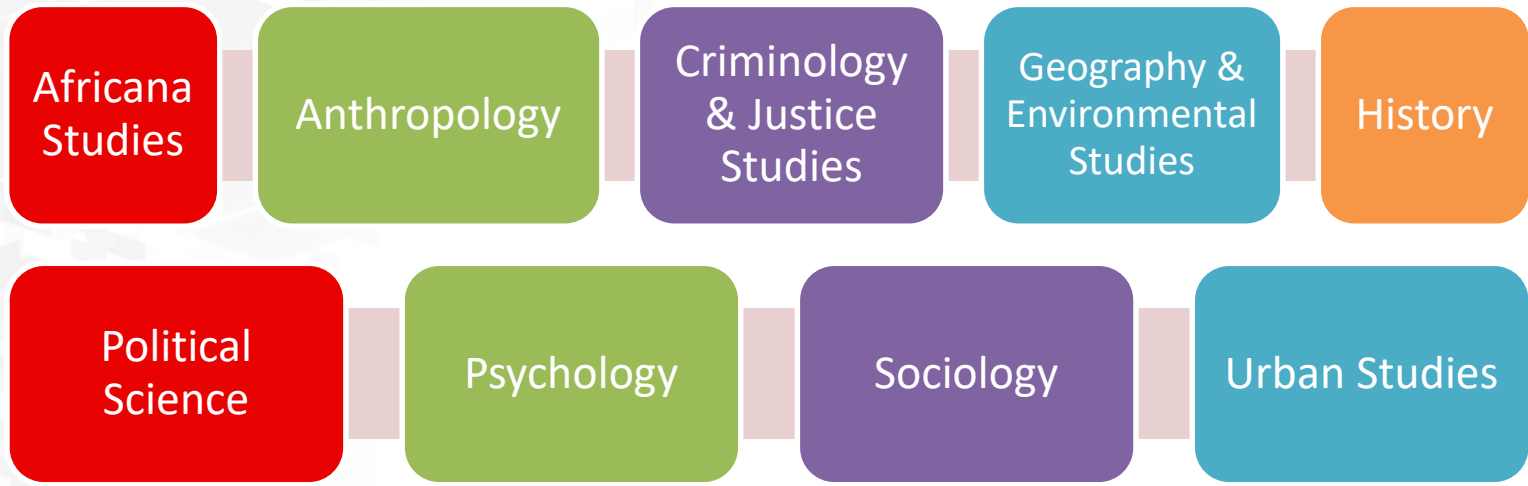 Africana
Studies
Anthropology
Criminology
& Justice
Studies
Geography &
Environmental
Studies
History
Political
Science
Psychology
Sociology
Urban Studies